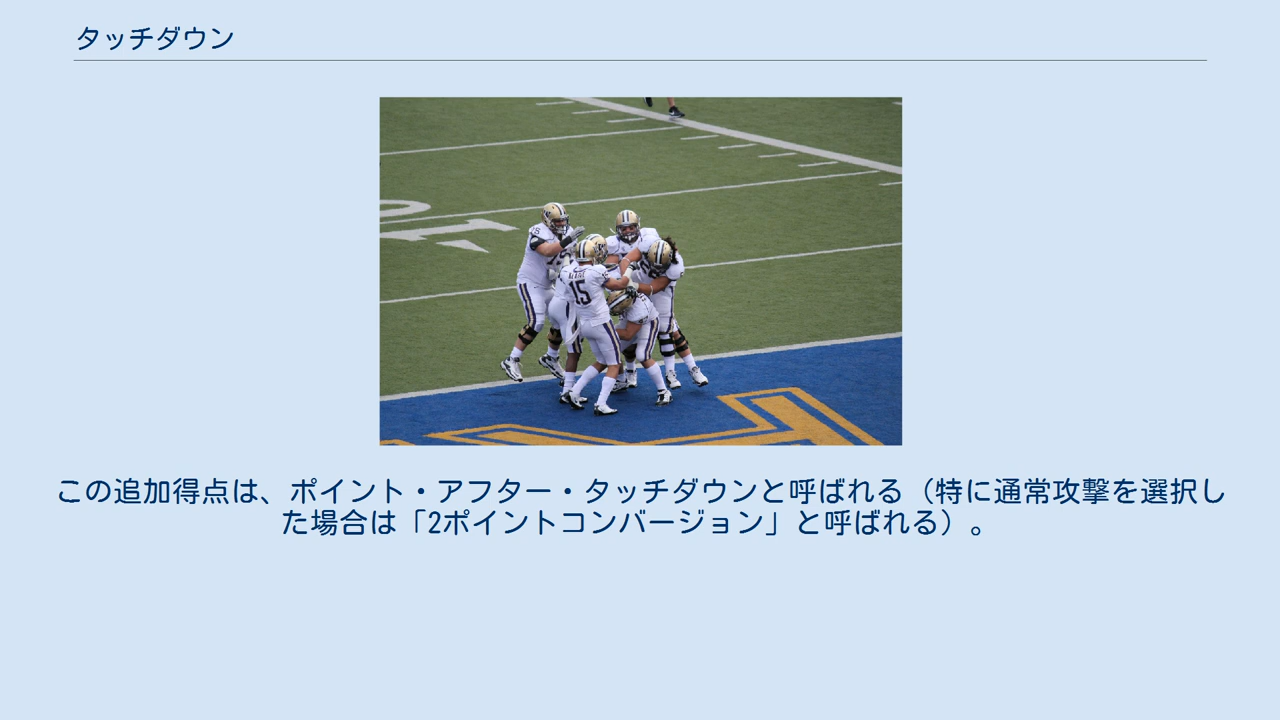 タッチダウン
15
この追加得点は、ポイント・アフター・タッチダウンと呼ばれる（特に通常攻撃を選択し
た場合は「2ポイントコンバージョン」と呼ばれる）。